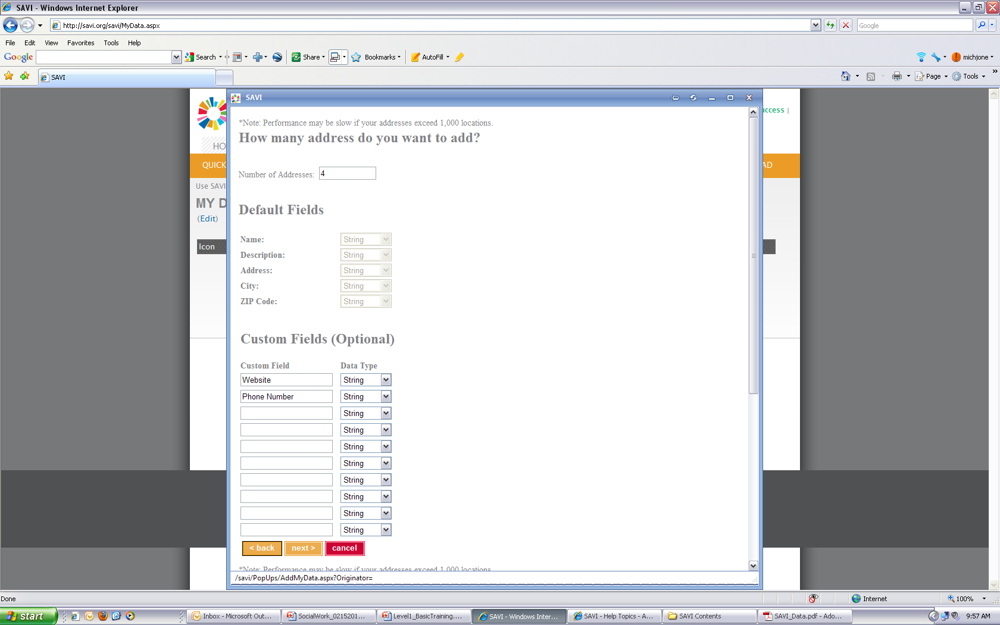 SAVI - Windows Internet Explorer
http://savi.org/savi/MyData.aspx
Google
File Edit View Favorites Tools Help
Google Search Share Bookmarks AutoFill michjone
SAVI
Page Tools
SAVI
*Note: Performance may be slow if your addresses exceed 1,000 locations.
How many address do you want to add?
Number of Addresses: 4
Default Fields
Name: String
Description: String
Address: String
City: String
ZIP Code: String
Custom Fields (Optional)
Custom Field Data Type
Website String
Phone Number String
String
String
String
String
String
String
String
String
< back next > cancel
*Note: Performance may be slow if your addresses exceed 1,000 locations.
/savi/PopUps/AddMyData.aspx?Originator=
HO
QUICK
Use SAVI
MY D
(Edit)
Icon
uccess |
AD
Done Internet 100%
start Inbox - Microsoft Out... SocialWork_0215201... Level1_BasicTraining.... SAVI - Windows Inter... SAVI - Help Topics - A... SAVI Contents SAVI_Data.pdf - Ado... 9:57 AM